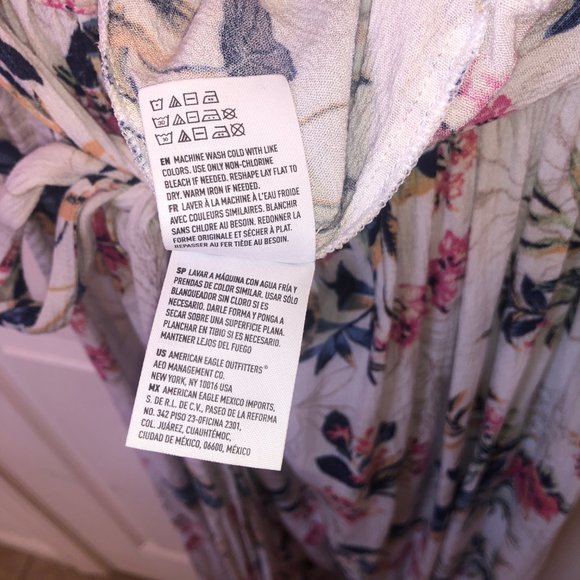 EN MACHINE WASH COLD WITH LIKE
COLORS. USE ONLY NON-CHLORINE
BLEACH IF NEEDED. RESHAPE LAY FLAT TO
DRY. WARM IRON IF NEEDED.
FR LAVER À LA MACHINE À L'EAU FROIDE
AVEC COULEURS SIMILAIRES. BLANCHIR
SANS CHLORE AU BESOIN. REDONNER LA
FORME ORIGINALE ET SÉCHER À PLAT.
REPASSER AU FER TIÈDE AU BESOIN.
SP LAVAR A MÁQUINA CON AGUA FRÍA Y
PRENDAS DE COLOR SIMILAR. USAR SÓLO
BLANQUEADOR SIN CLORO SI ES
NECESARIO. DARLE FORMA Y PONGA A
SECAR SOBRE UNA SUPERFICIE PLANA.
PLANCHAR EN TIBIO SI ES NECESARIO.
MANTENER LEJOS DEL FUEGO
US AMERICAN EAGLE OUTFITTERS®
AEO MANAGEMENT CO.
NEW YORK, NY 10016 USA
MX AMERICAN EAGLE MEXICO IMPORTS,
S. DE R.L. DE C.V., PASEO DE LA REFORMA
NO. 342 PISO 23-OFICINA 2301,
COL. JUÁREZ, CUAUHTÉMOC,
CIUDAD DE MÉXICO, 06600, MÉXICO